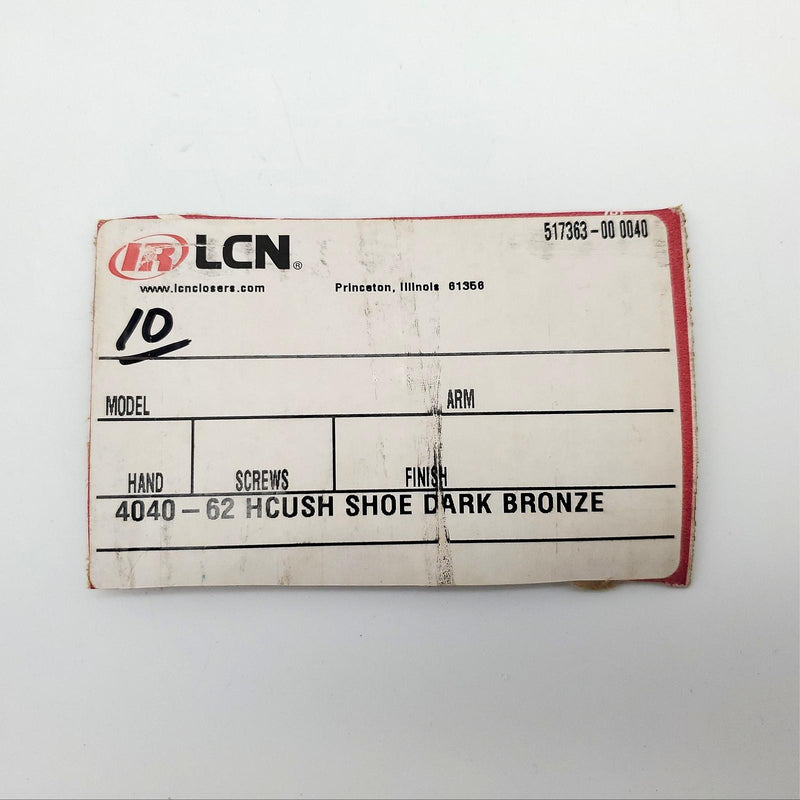 IR LCN®
517363-00 0040
www.lcnclosers.com Princeton, Illinois 61356
10
MODEL ARM
HAND SCREWS FINISH
4040-62 HCUSH SHOE DARK BRONZE